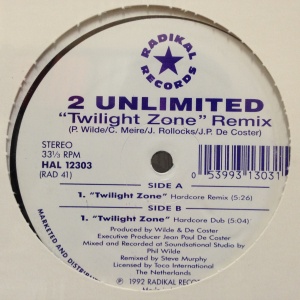 RADIKAL
RECORDS
2 UNLIMITED
"Twilight Zone" Remix
(P. Wilde/C. Meire/J. Rollocks/J.P. De Coster)
STEREO
33⅓ RPM
HAL 12303
(RAD 41)
0 53993 13031
SIDE A
1. "Twilight Zone" Hardcore Remix (5:26)
SIDE B
1. "Twilight Zone" Hardcore Dub (5:04)
Produced by Wilde & De Coster
Executive Producer Jean Paul De Coster
Mixed and Recorded at Soundsational Studio by
Phil Wilde
Remixed by Steve Murphy
Licensed by Toco International
The Netherlands
1992 RADIKAL
MARKETED AND DISTRIBUT